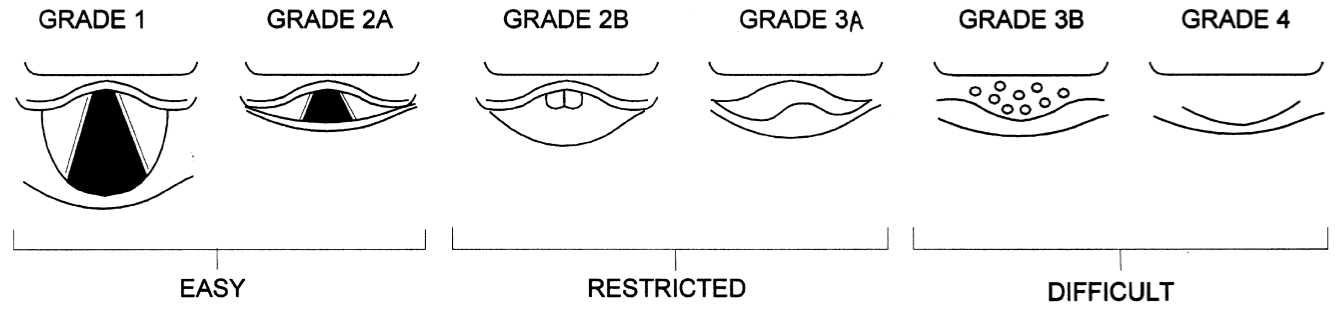 GRADE 1 GRADE 2A GRADE 2B GRADE 3A GRADE 3B GRADE 4
EASY RESTRICTED DIFFICULT